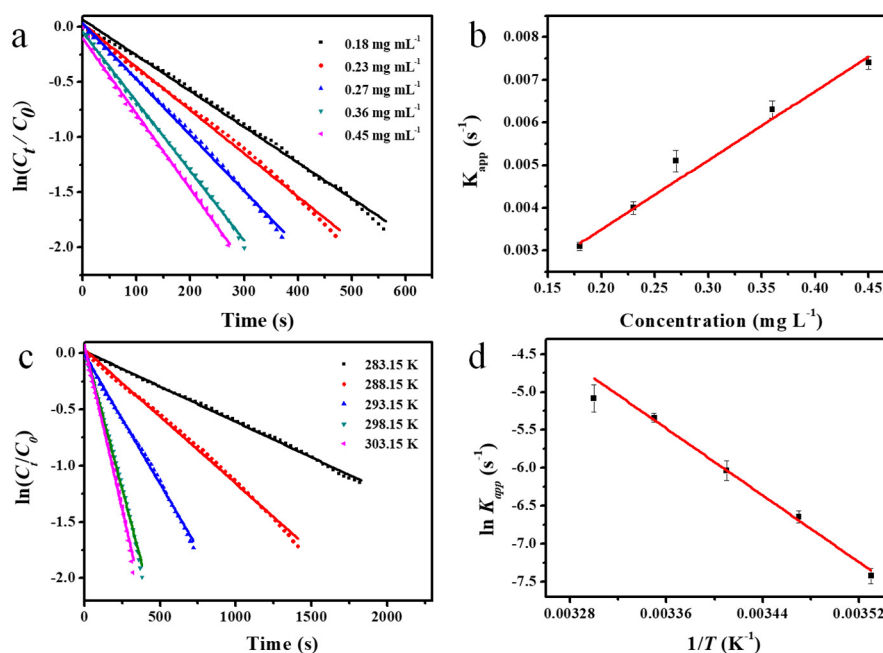 a
ln(Cₜ / C₀)
0.0
-0.5
-1.0
-1.5
-2.0
0.18 mg mL⁻¹
0.23 mg mL⁻¹
0.27 mg mL⁻¹
0.36 mg mL⁻¹
0.45 mg mL⁻¹
0 100 200 300 400 500 600
Time (s)
b
K_app (s⁻¹)
0.008
0.007
0.006
0.005
0.004
0.003
0.15 0.20 0.25 0.30 0.35 0.40 0.45
Concentration (mg L⁻¹)
c
ln(Cₜ/C₀)
0.0
-0.5
-1.0
-1.5
-2.0
283.15 K
288.15 K
293.15 K
298.15 K
303.15 K
0 500 1000 1500 2000
Time (s)
d
ln K_app (s⁻¹)
-4.5
-5.0
-5.5
-6.0
-6.5
-7.0
-7.5
0.00328 0.00336 0.00344 0.00352
1/T (K⁻¹)